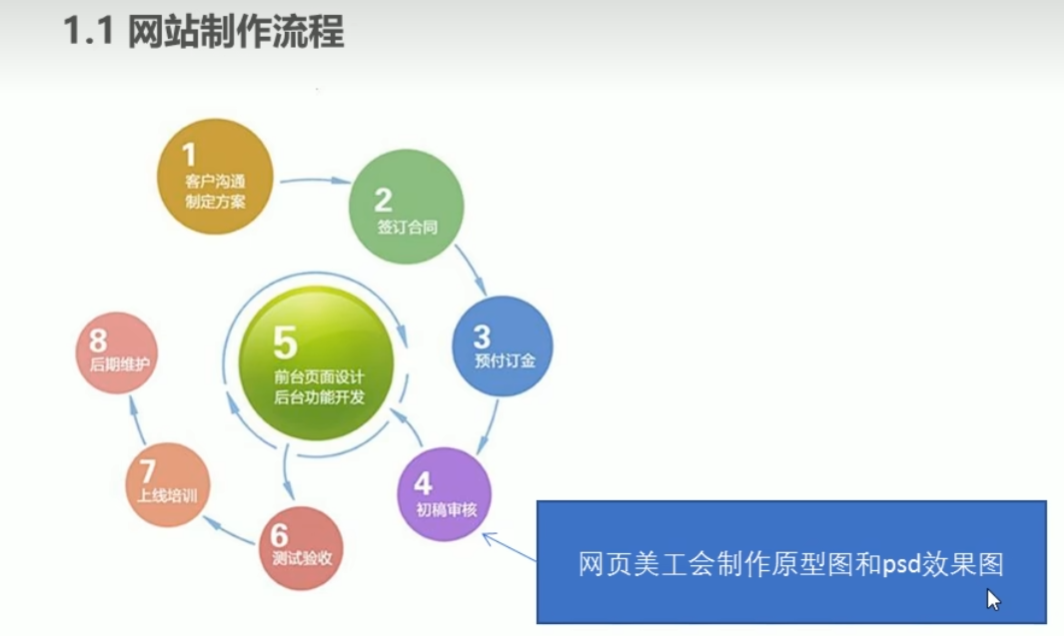 1.1 网站制作流程
1
客户沟通
制定方案
2
签订合同
3
预付订金
4
初稿审核
5
前台页面设计
后台功能开发
6
测试验收
7
上线培训
8
后期维护
网页美工会制作原型图和psd效果图